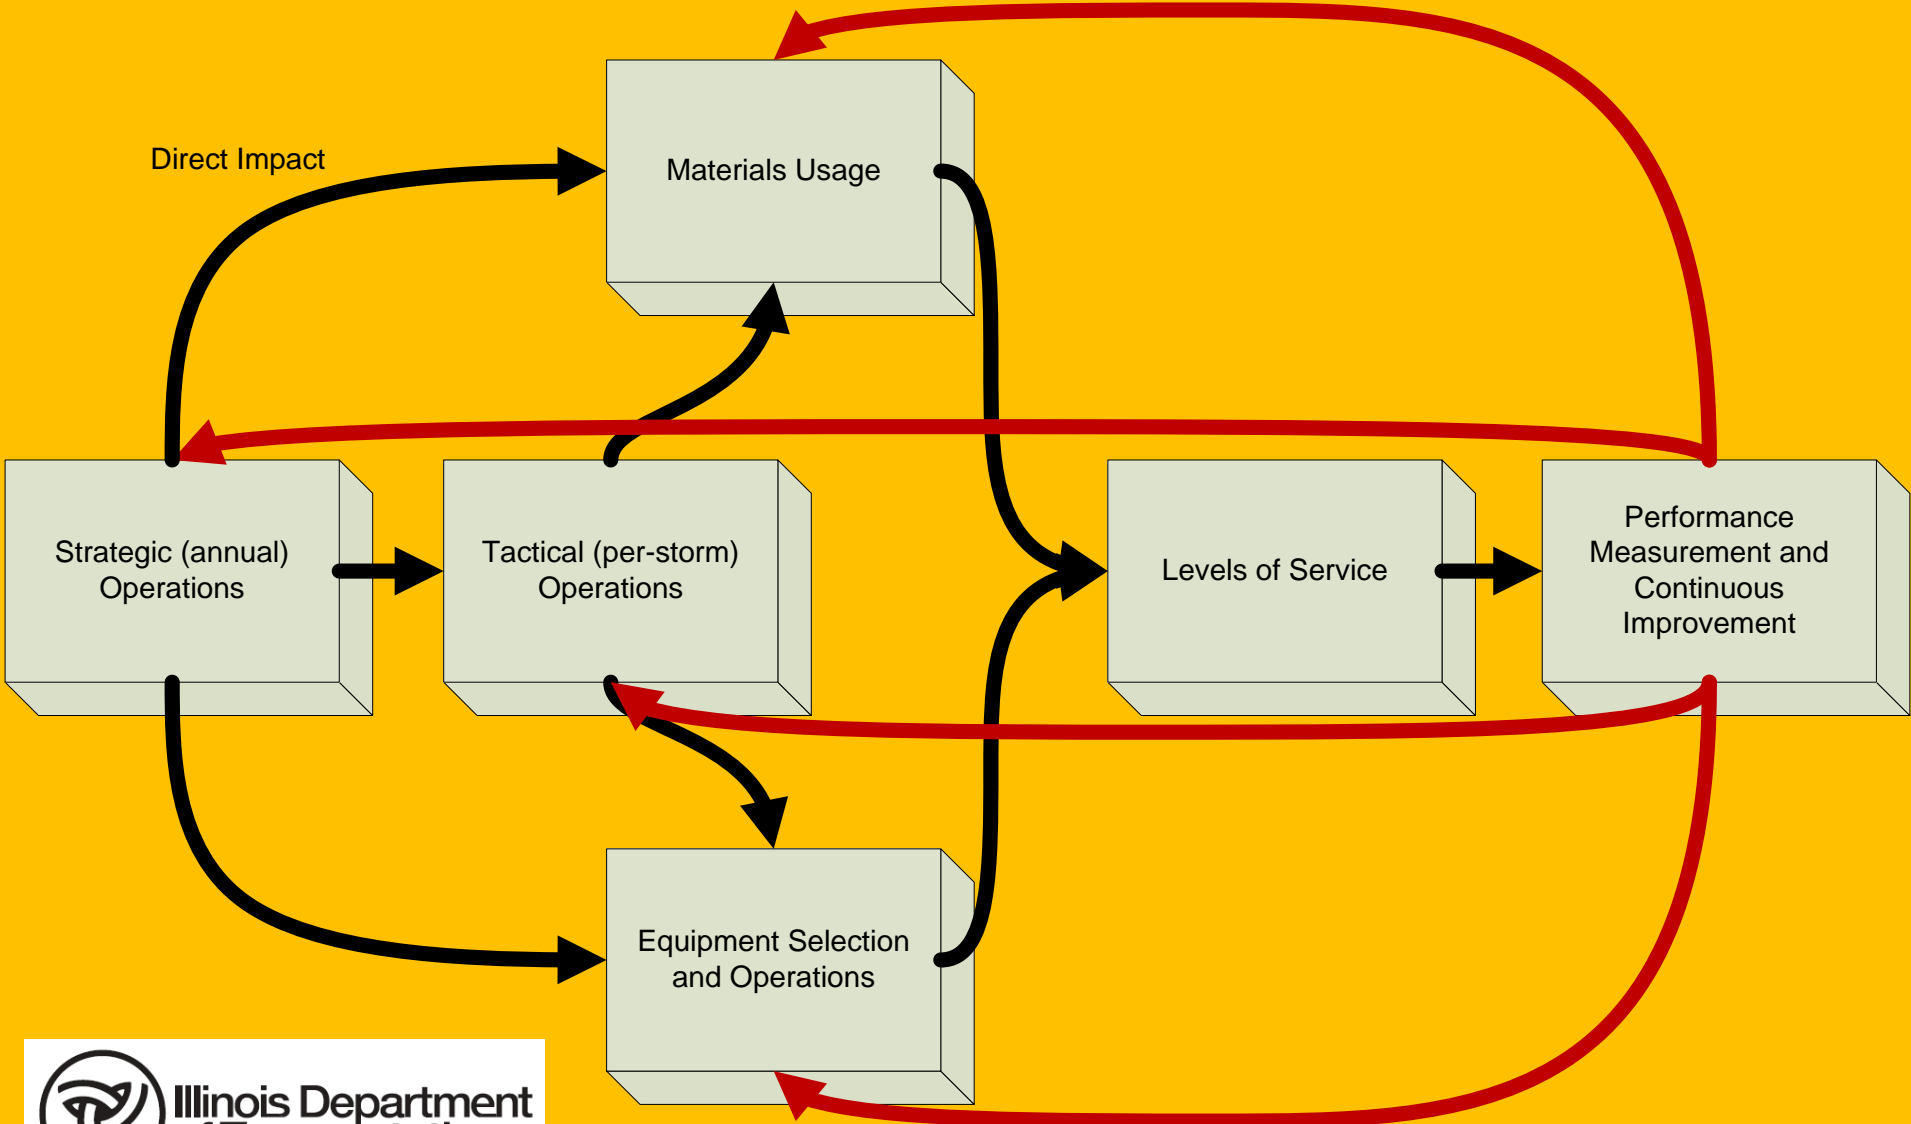 Direct Impact
Materials Usage
Strategic (annual)
Operations
Tactical (per-storm)
Operations
Levels of Service
Performance
Measurement and
Continuous
Improvement
Equipment Selection
and Operations
Illinois Department